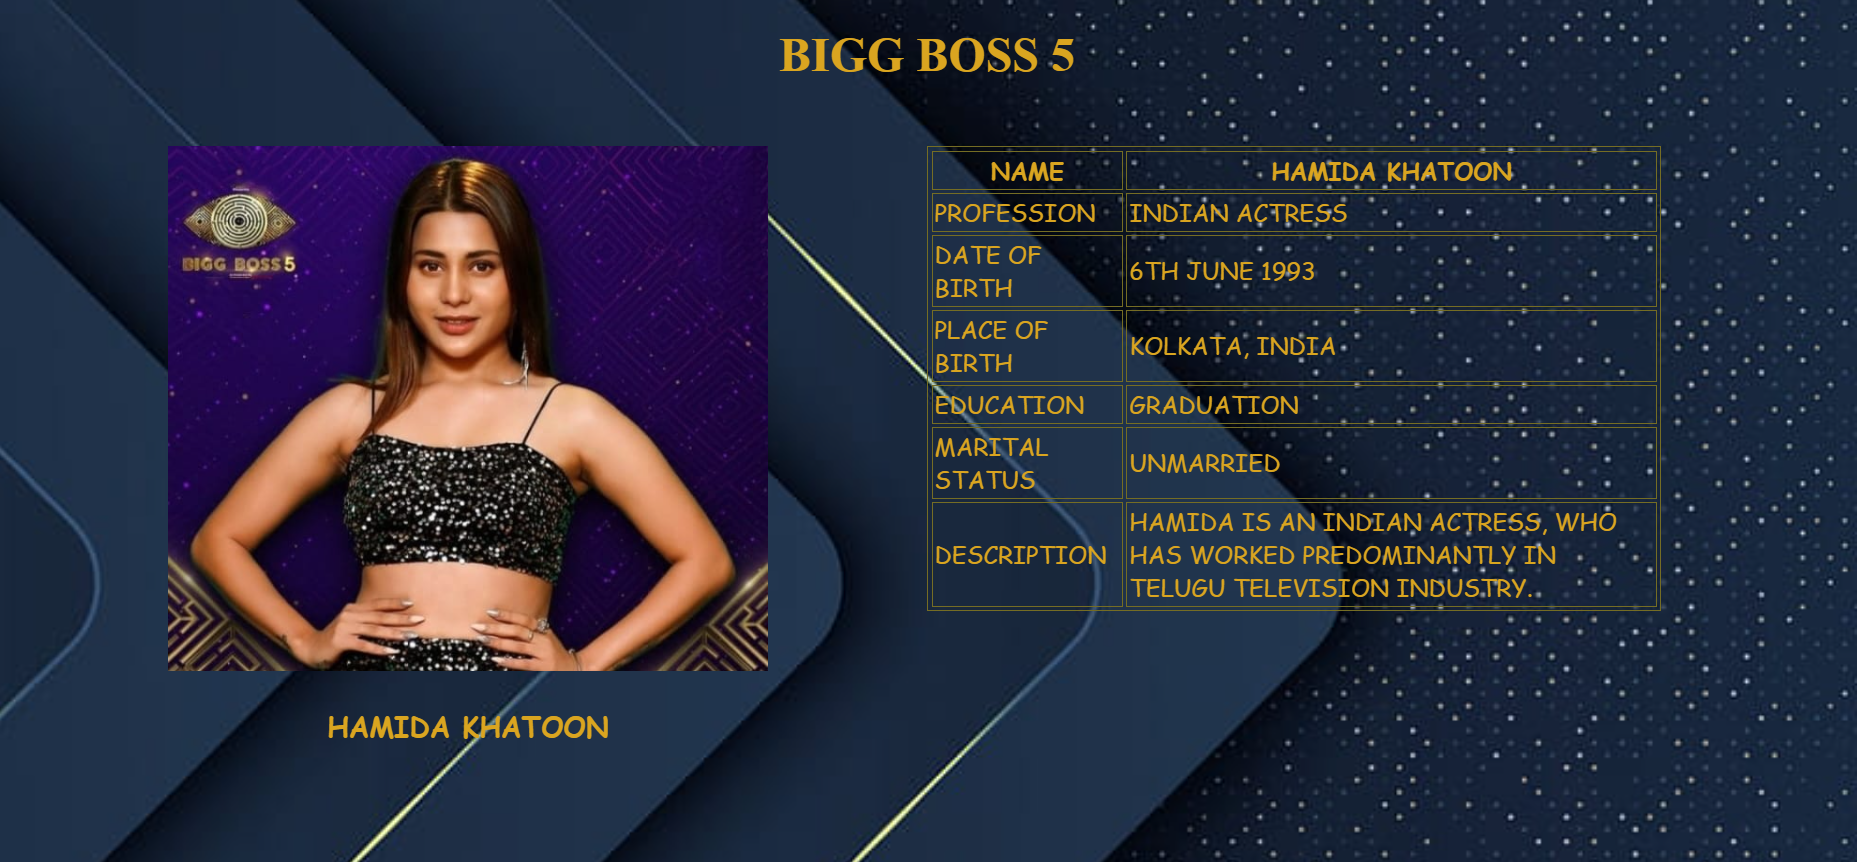 BIGG BOSS 5
BIGG BOSS 5
HAMIDA KHATOON
NAME HAMIDA KHATOON
PROFESSION INDIAN ACTRESS
DATE OF
BIRTH
6TH JUNE 1993
PLACE OF
BIRTH
KOLKATA, INDIA
EDUCATION GRADUATION
MARITAL
STATUS
UNMARRIED
DESCRIPTION
HAMIDA IS AN INDIAN ACTRESS, WHO
HAS WORKED PREDOMINANTLY IN
TELUGU TELEVISION INDUSTRY.